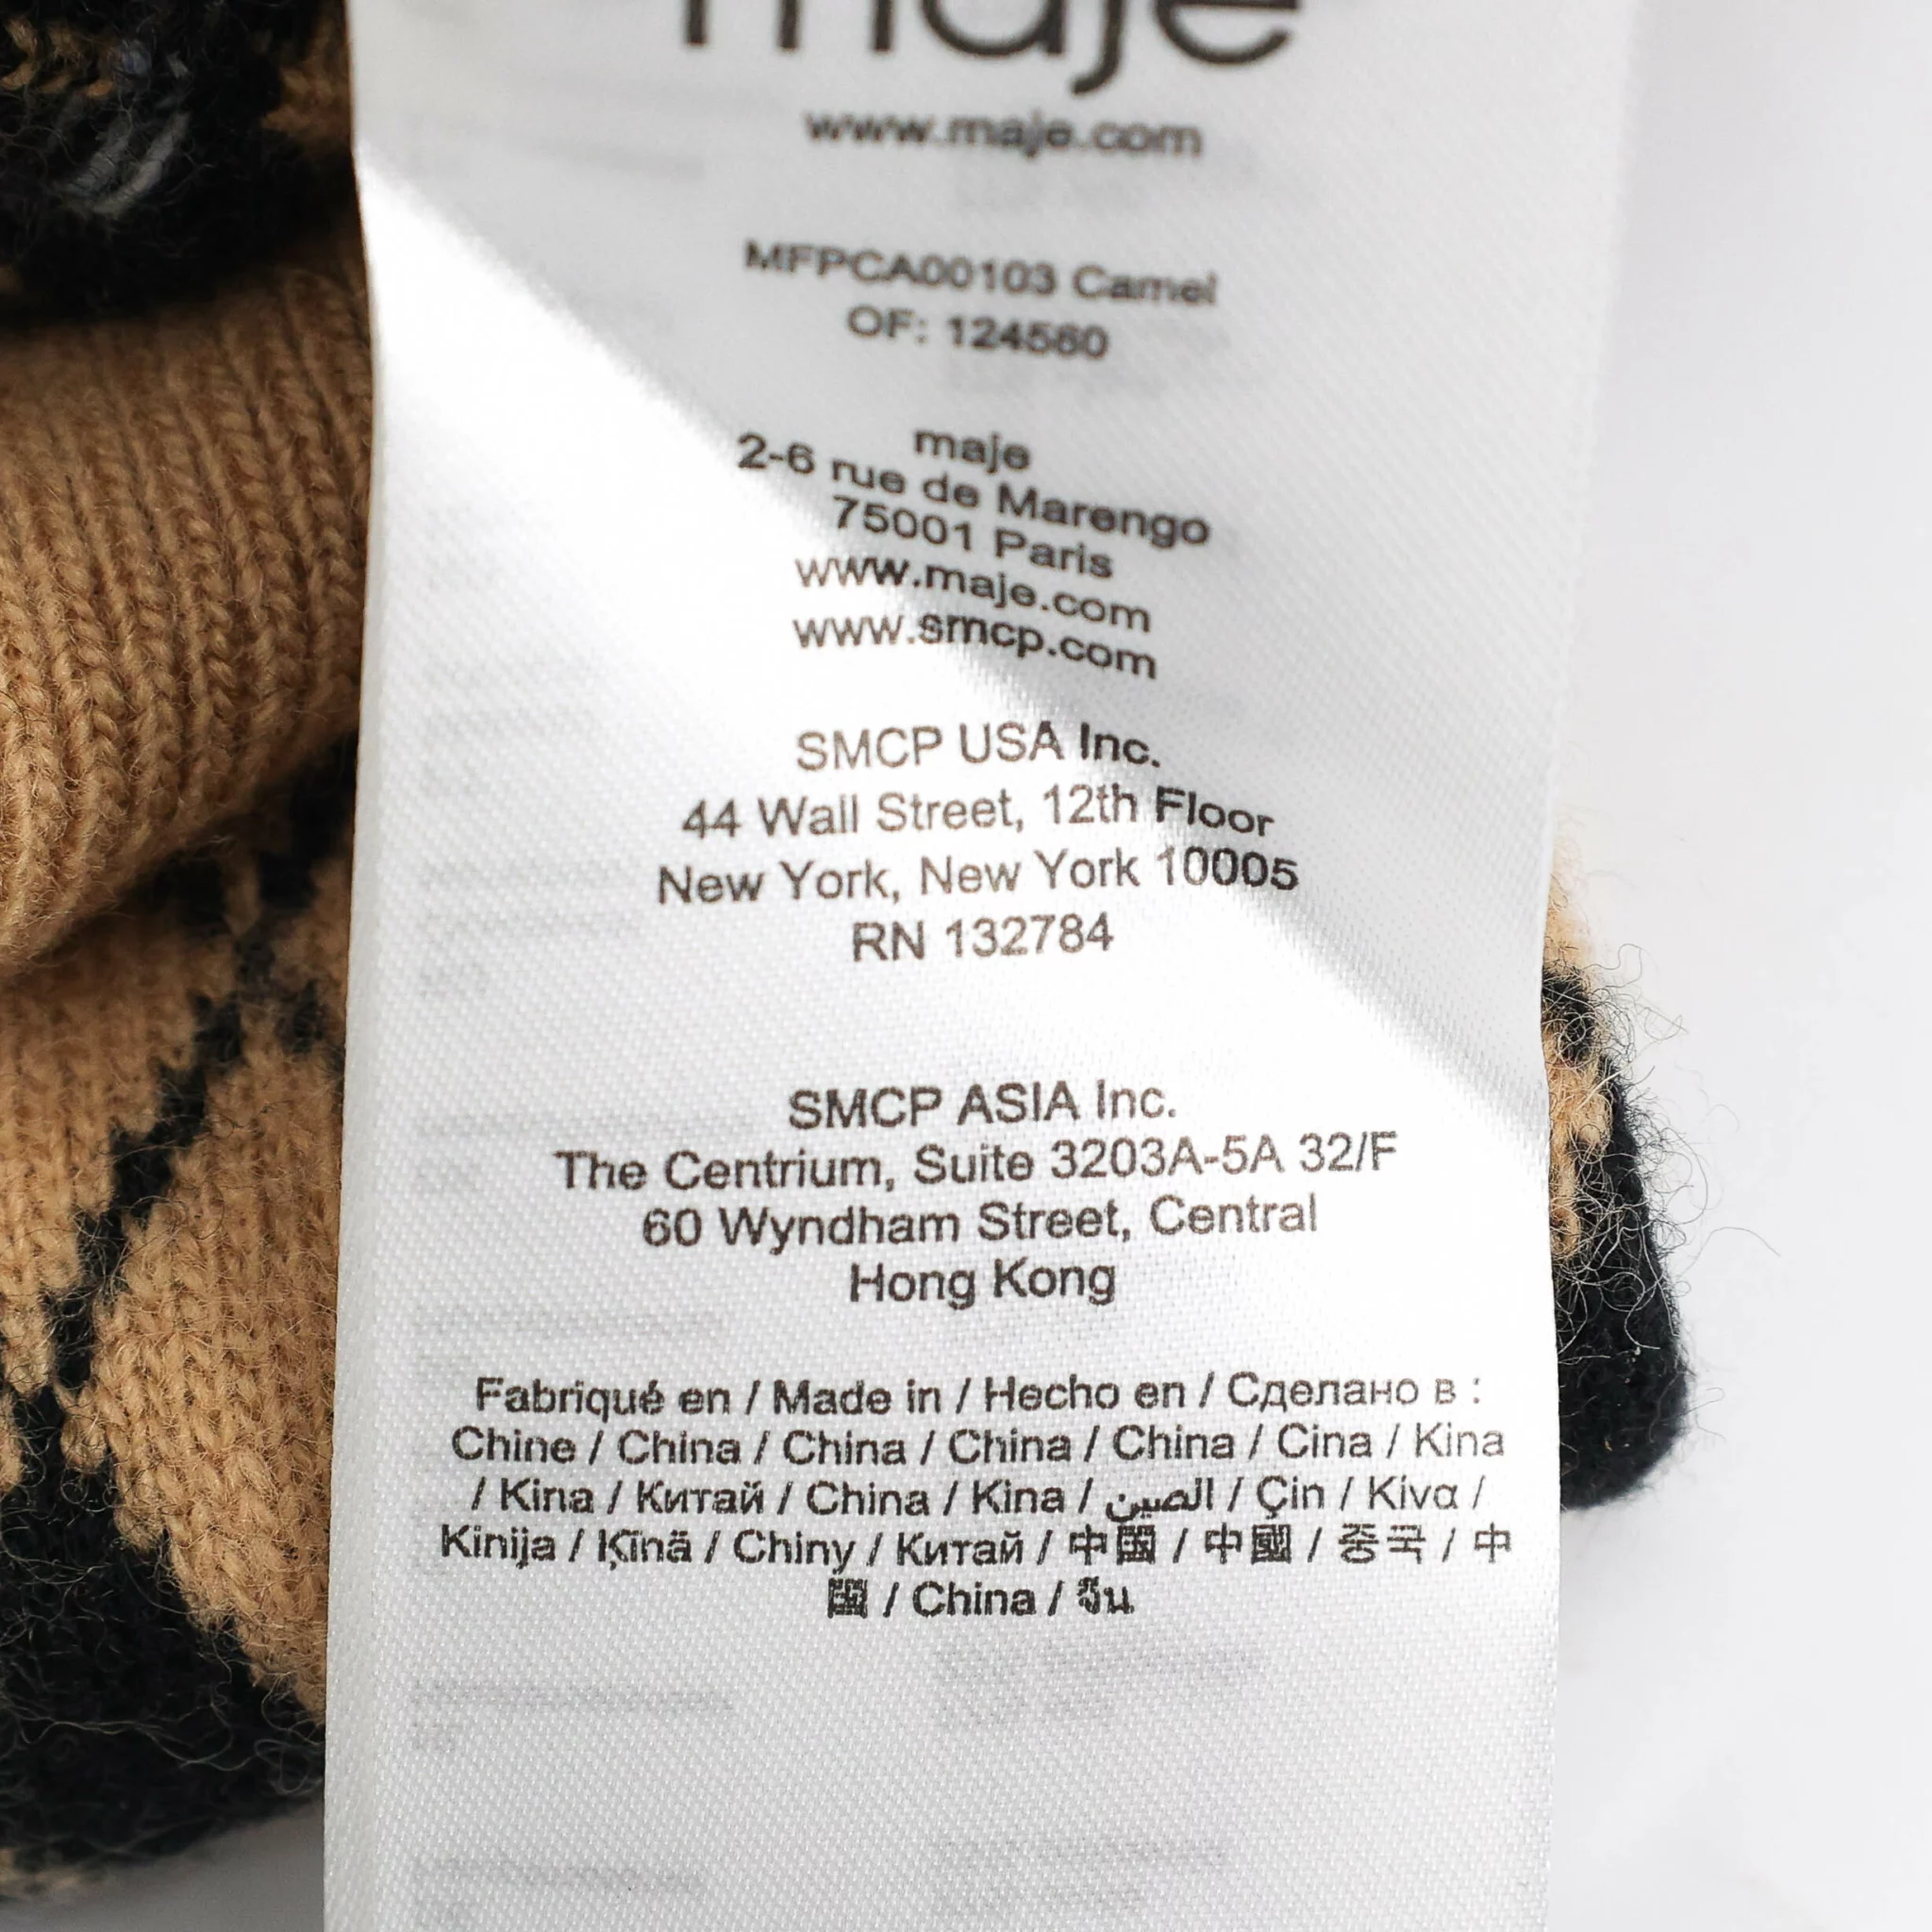 maje
www.maje.com
MFPCA00103 Camel
OF: 124560
maje
2-6 rue de Marengo
75001 Paris
www.maje.com
www.smcp.com
SMCP USA Inc.
44 Wall Street, 12th Floor
New York, New York 10005
RN 132784
SMCP ASIA Inc.
The Centrium, Suite 3203A-5A 32/F
60 Wyndham Street, Central
Hong Kong
Fabriqué en / Made in / Hecho en / Сделано в :
Chine / China / China / China / China / Cina / Kina
/ Kina / Китай / China / Kina / الصين / Çin / Κίνα /
Kinija / Ķīnā / Chiny / Китай / 中国 / 中國 / 중국 / 中
国 / China / จีน